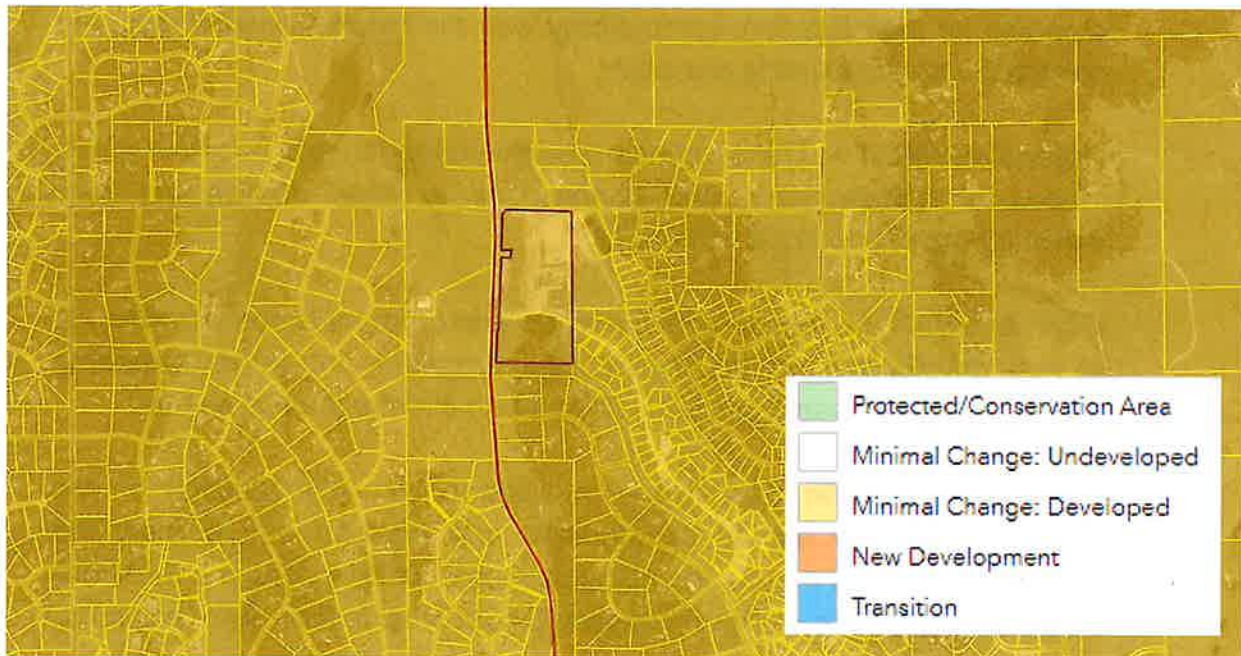 Protected/Conservation Area
Minimal Change: Undeveloped
Minimal Change: Developed
New Development
Transition